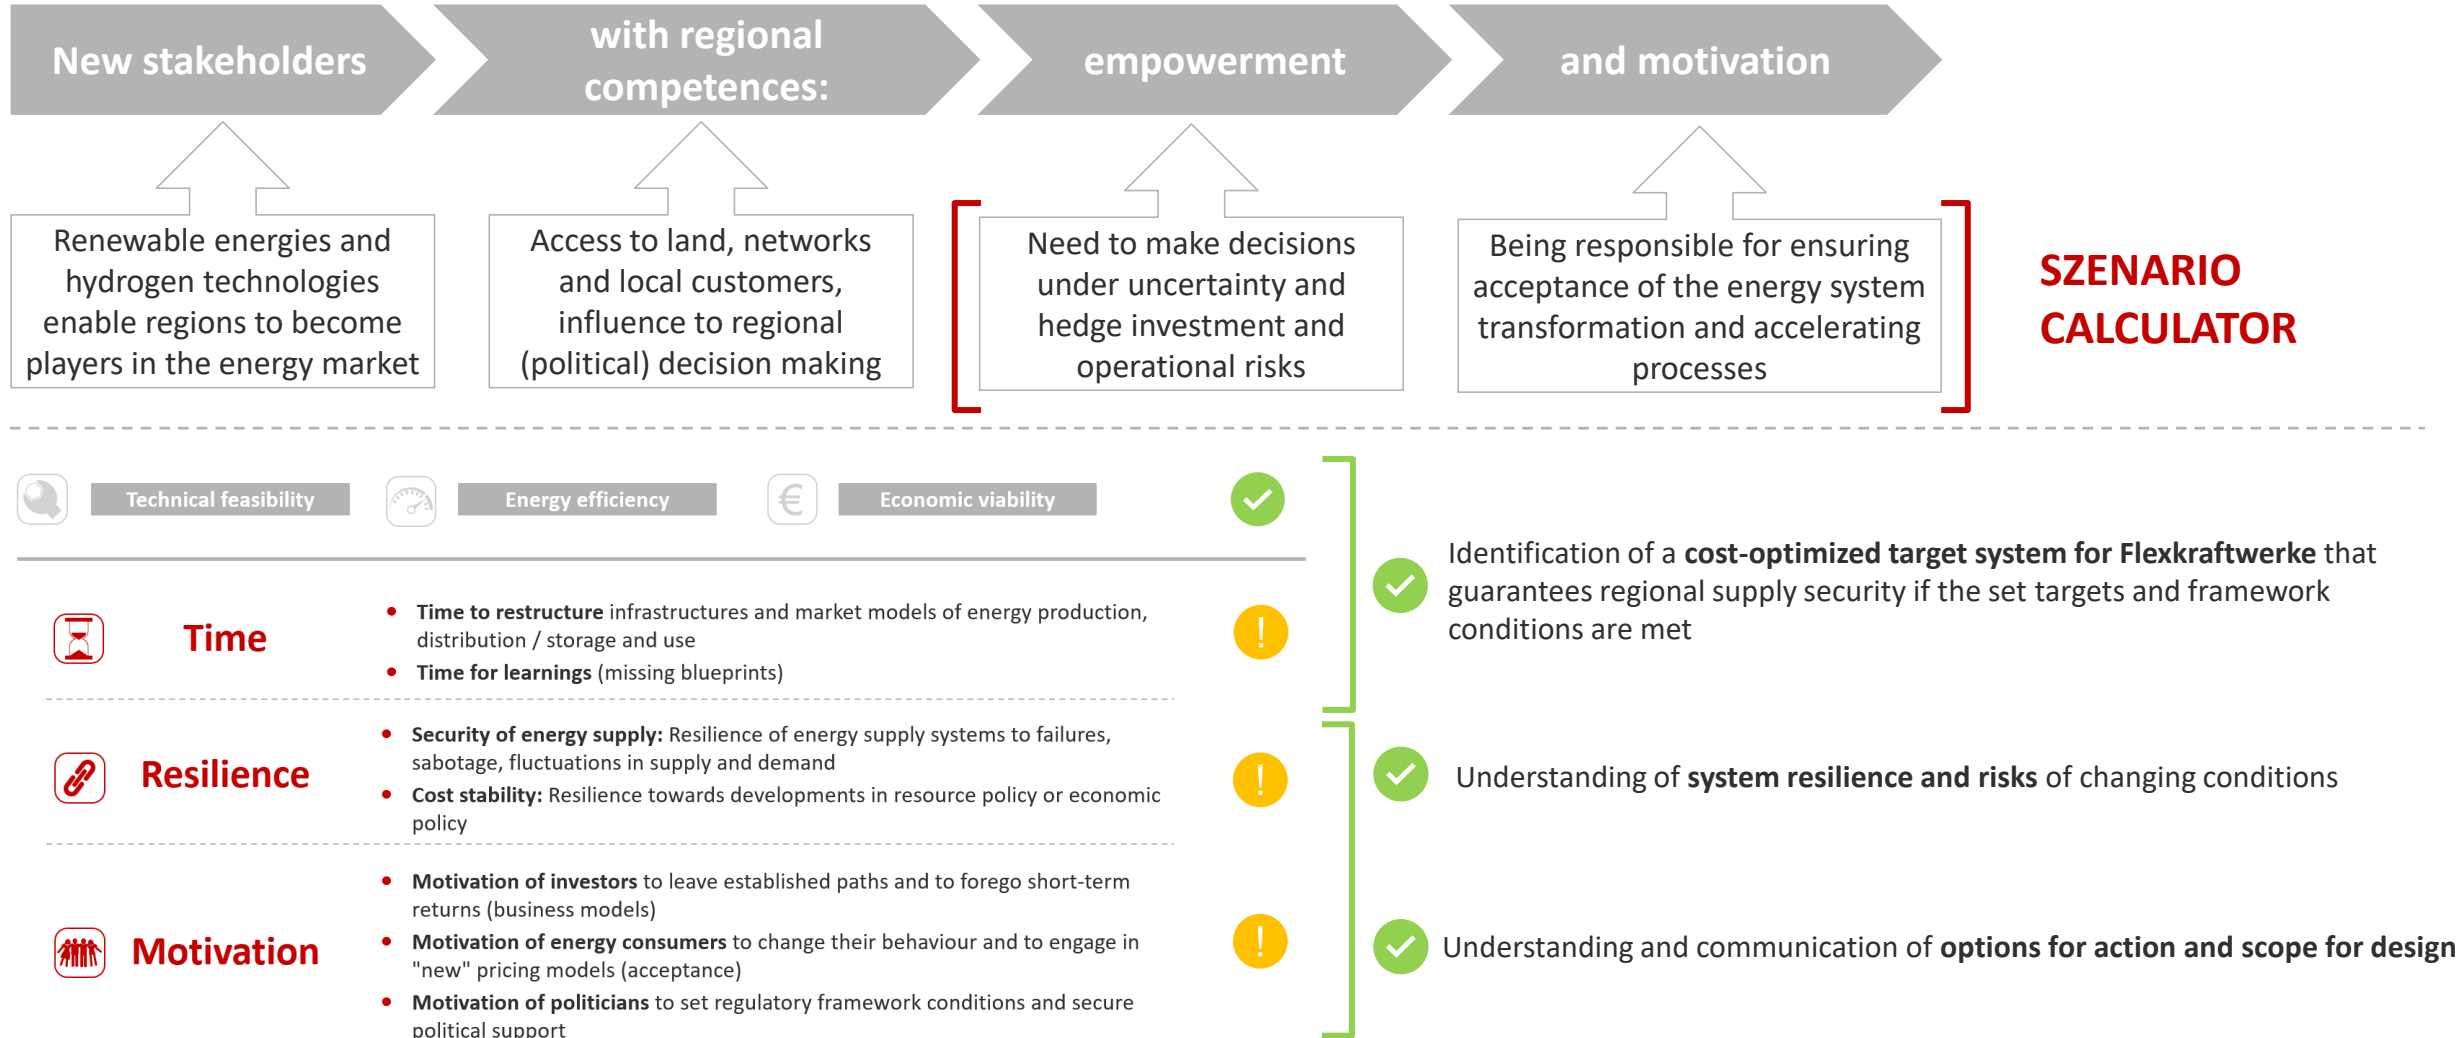 New stakeholders
with regional
competences:
empowerment
and motivation
Renewable energies and
hydrogen technologies
enable regions to become
players in the energy market
Access to land, networks
and local customers,
influence to regional
(political) decision making
Need to make decisions
under uncertainty and
hedge investment and
operational risks
Being responsible for ensuring
acceptance of the energy system
transformation and accelerating
processes
SZENARIO
CALCULATOR
Technical feasibility
Energy efficiency
€
Economic viability
Time
• Time to restructure infrastructures and market models of energy production,
distribution / storage and use
• Time for learnings (missing blueprints)
!
Identification of a cost-optimized target system for Flexkraftwerke that
guarantees regional supply security if the set targets and framework
conditions are met
Resilience
• Security of energy supply: Resilience of energy supply systems to failures,
sabotage, fluctuations in supply and demand
• Cost stability: Resilience towards developments in resource policy or economic
policy
!
Understanding of system resilience and risks of changing conditions
Motivation
• Motivation of investors to leave established paths and to forego short-term
returns (business models)
• Motivation of energy consumers to change their behaviour and to engage in
"new" pricing models (acceptance)
• Motivation of politicians to set regulatory framework conditions and secure
political support
!
Understanding and communication of options for action and scope for design